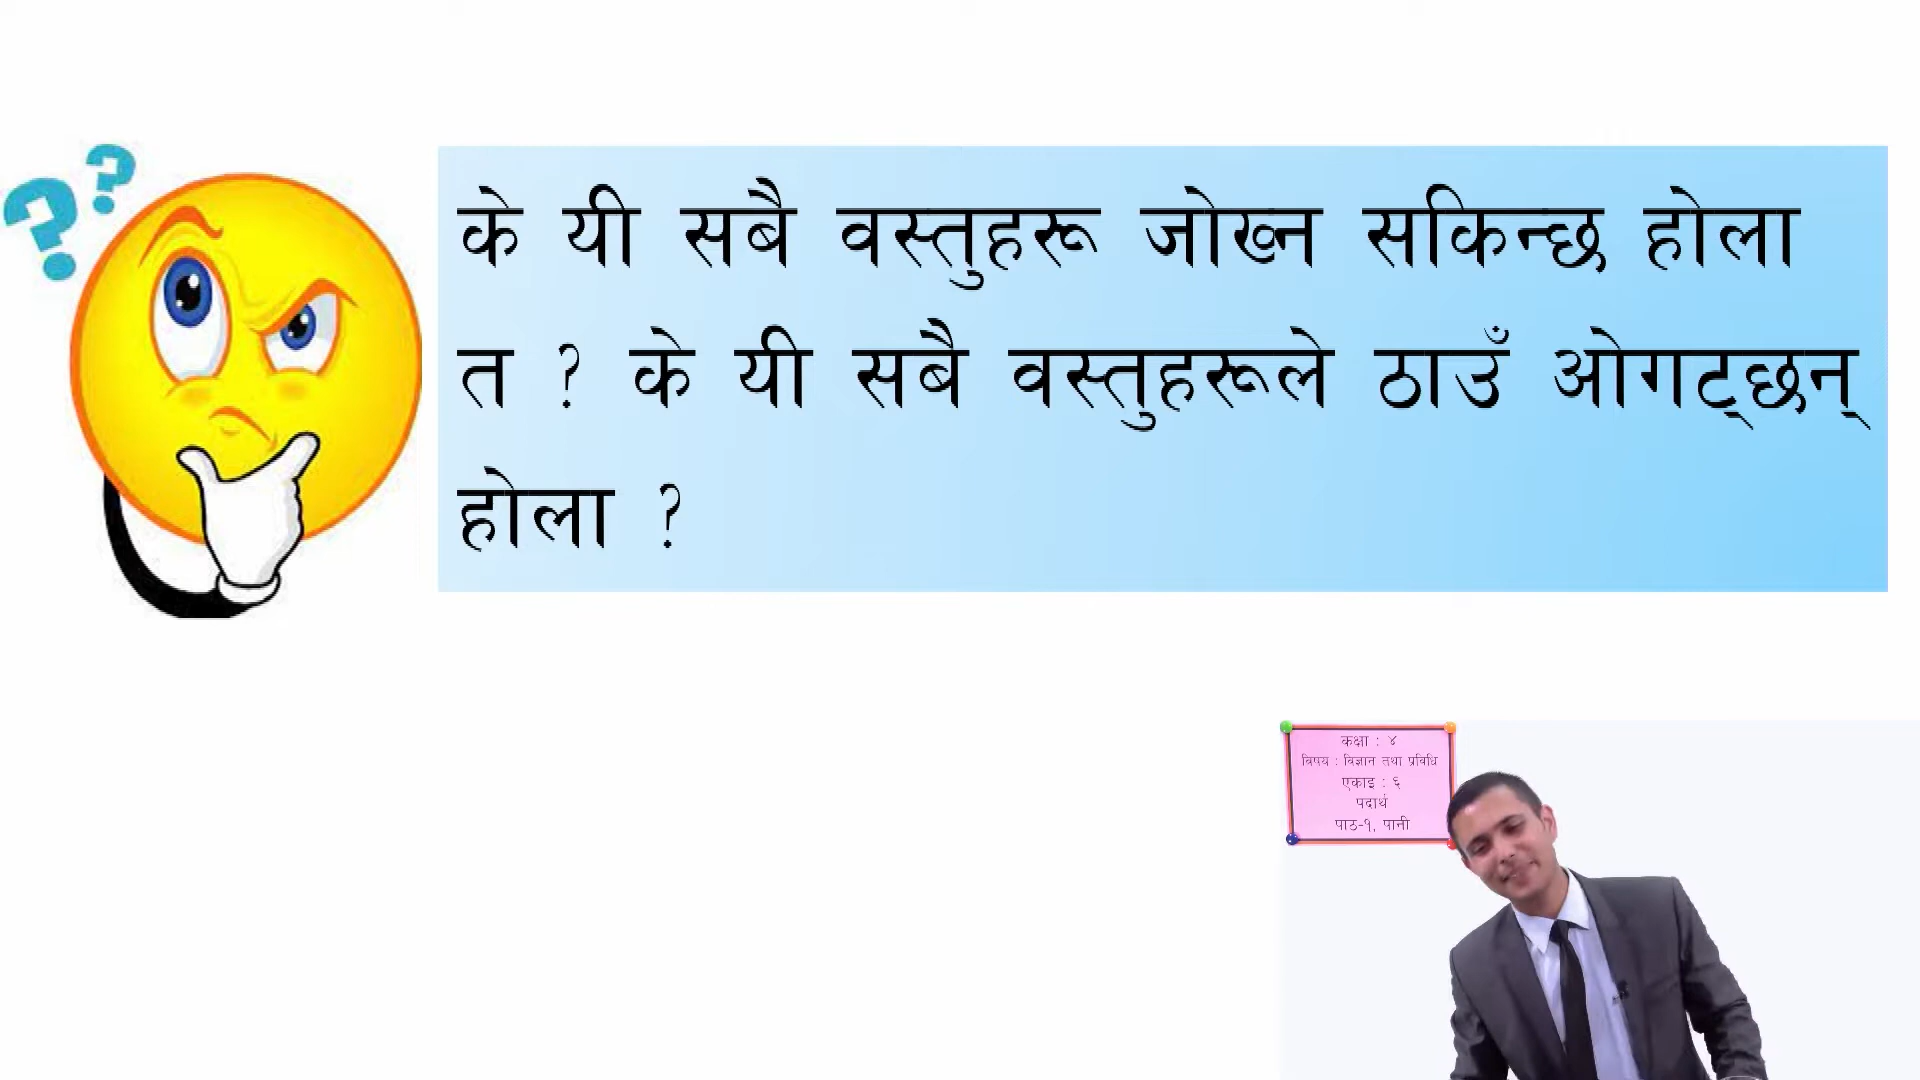 के यी सबै वस्तुहरू जोख्न सकिन्छ होला
त ? के यी सबै वस्तुहरूले ठाउँ ओगट्छन्
होला ?
कक्षा : ४
विषय : विज्ञान तथा प्रविधि
एकाइ : ६
पदार्थ
पाठ-१, पानी